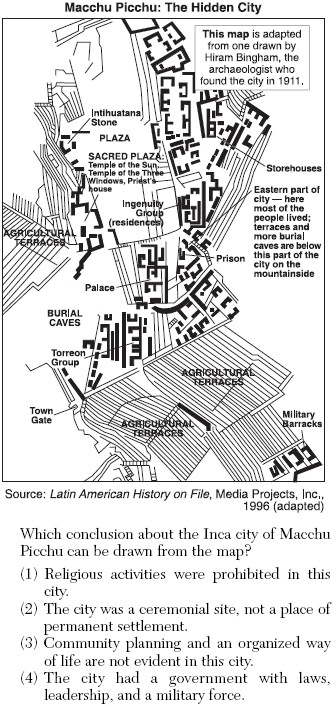 Macchu Picchu: The Hidden City
This map is adapted
from one drawn by
Hiram Bingham, the
archaeologist who
found the city in 1911.
Intihuatana
Stone
PLAZA
SACRED PLAZA:
Temple of the Sun,
Temple of the Three
Windows, Priest's
house
Storehouses
Ingenuity
Group
(residences)
Eastern part of
city — here
most of the
people lived;
terraces and
more burial
caves are below
this part of the
city on the
mountainside
AGRICULTURAL
TERRACES
Prison
Palace
BURIAL
CAVES
Torreon
Group
AGRICULTURAL
TERRACES
Town
Gate
AGRICULTURAL
TERRACES
Military
Barracks
Source: Latin American History on File, Media Projects, Inc.,
1996 (adapted)
Which conclusion about the Inca city of Macchu
Picchu can be drawn from the map?
(1) Religious activities were prohibited in this
city.
(2) The city was a ceremonial site, not a place of
permanent settlement.
(3) Community planning and an organized way
of life are not evident in this city.
(4) The city had a government with laws,
leadership, and a military force.